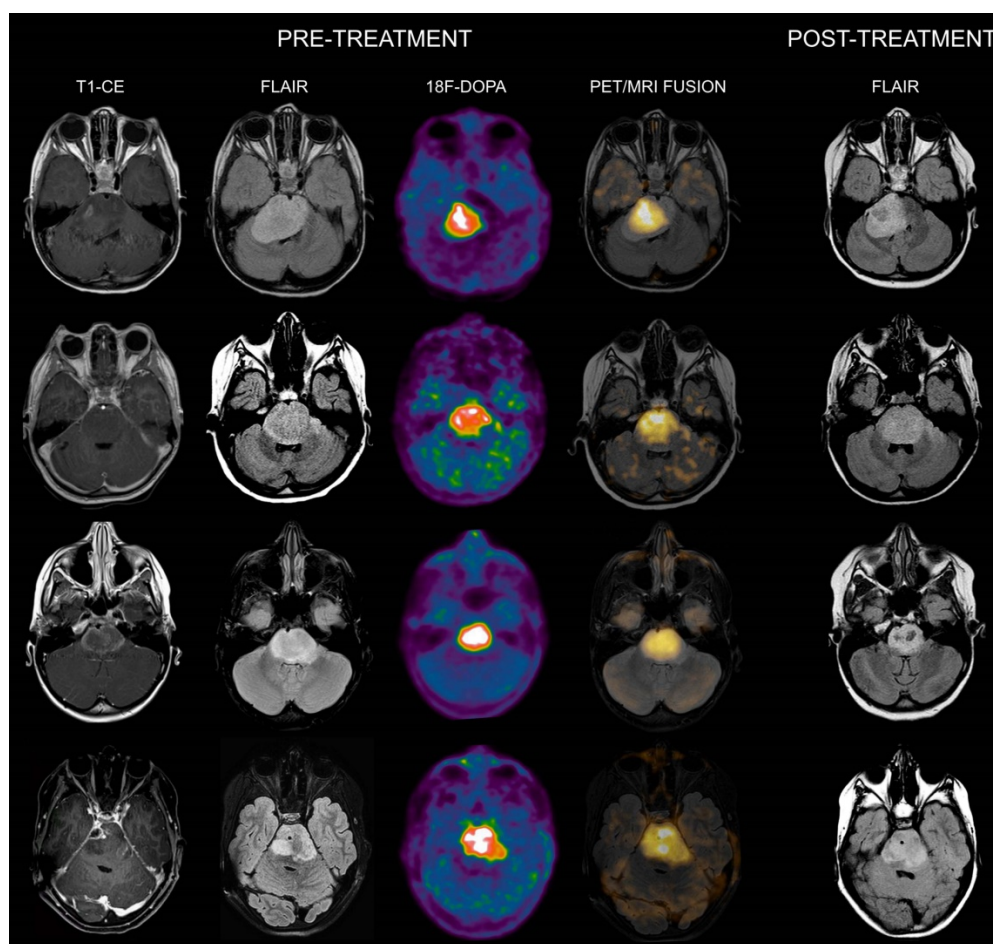 PRE-TREATMENT POST-TREATMENT
T1-CE FLAIR 18F-DOPA PET/MRI FUSION FLAIR